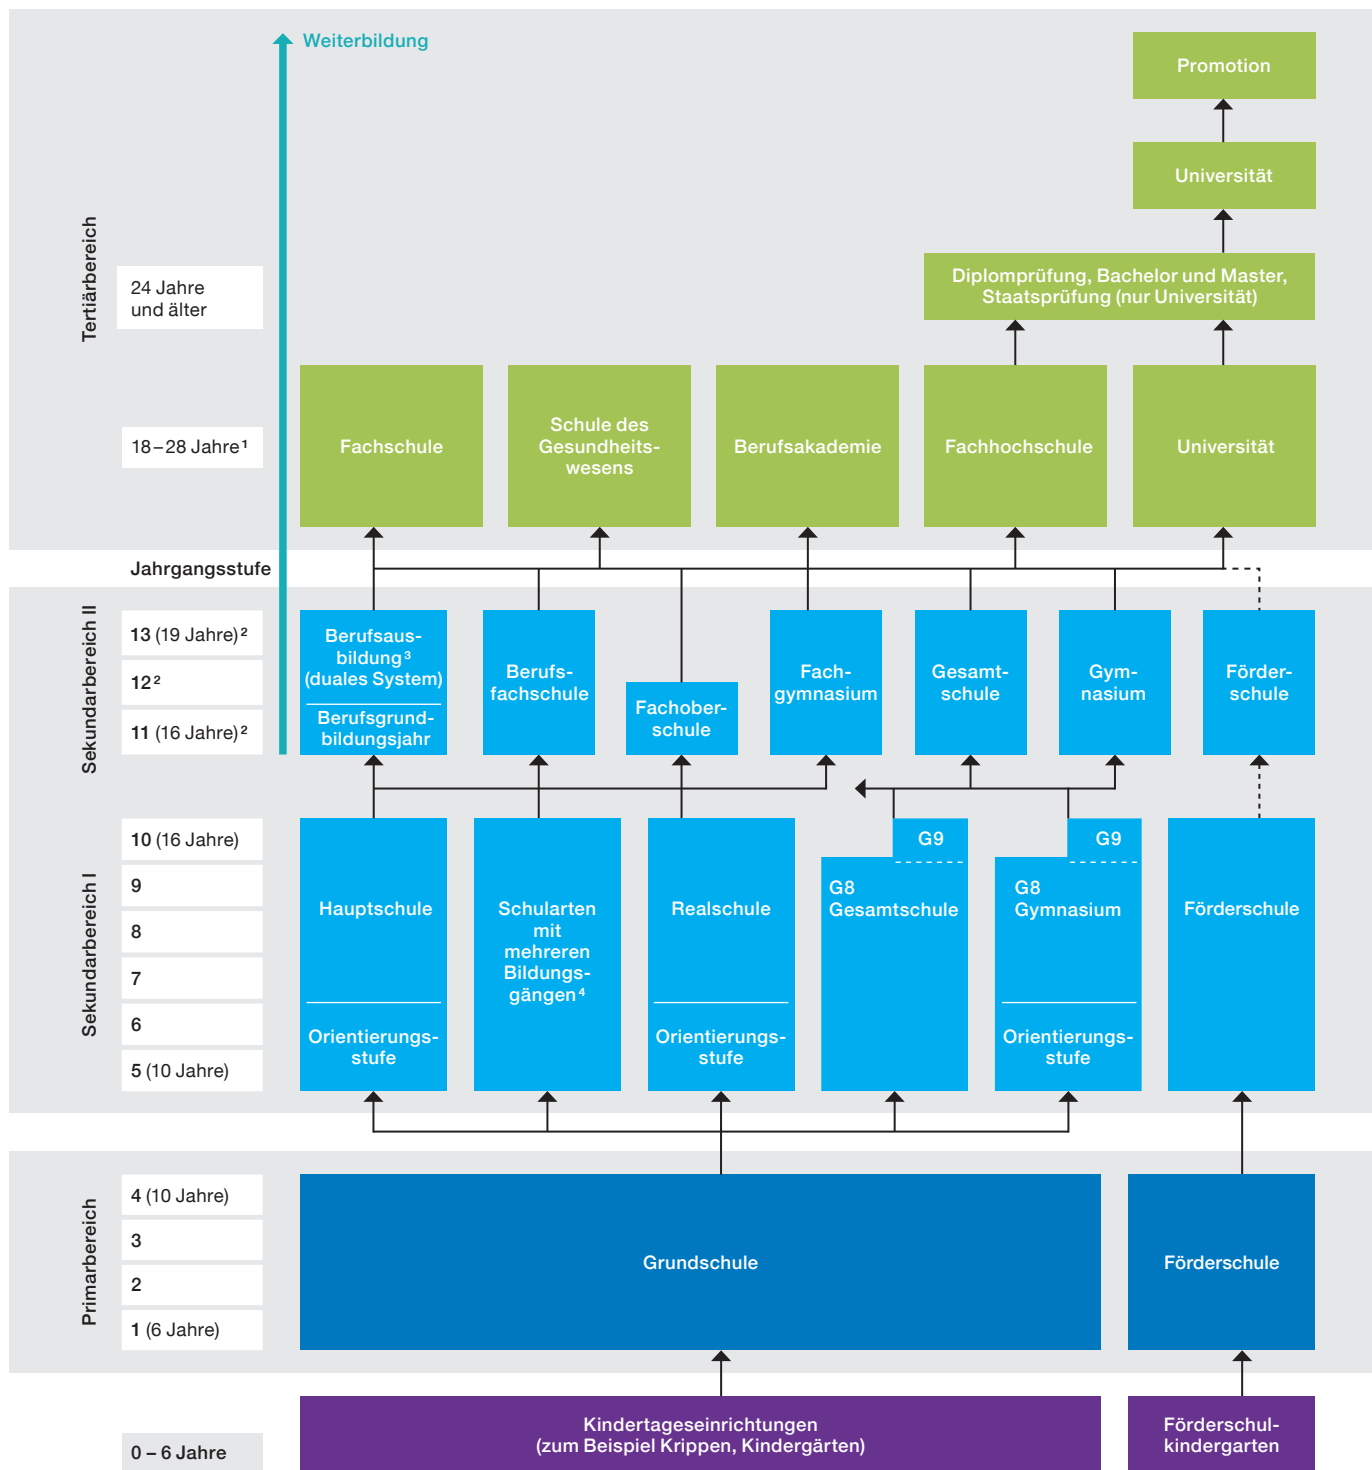 Weiterbildung
Promotion
Universität
Tertiärbereich
24 Jahre
und älter
Diplomprüfung, Bachelor und Master,
Staatsprüfung (nur Universität)
18–28 Jahre¹
Fachschule
Schule des
Gesundheits-
wesens
Berufsakademie
Fachhochschule
Universität
Jahrgangsstufe
Sekundarbereich II
13 (19 Jahre)²
12²
11 (16 Jahre)²
Berufsaus-
bildung³
(duales System)
Berufsgrund-
bildungsjahr
Berufs-
fachschule
Fachober-
schule
Fach-
gymnasium
Gesamt-
schule
Gym-
nasium
Förder-
schule
Sekundarbereich I
10 (16 Jahre)
9
8
7
6
5 (10 Jahre)
Hauptschule
Orientierungs-
stufe
Schularten
mit
mehreren
Bildungs-
gängen⁴
Realschule
Orientierungs-
stufe
G9
G8
Gesamtschule
G9
G8
Gymnasium
Orientierungs-
stufe
Förderschule
Primarbereich
4 (10 Jahre)
3
2
1 (6 Jahre)
Grundschule
Förderschule
0 – 6 Jahre
Kindertageseinrichtungen
(zum Beispiel Krippen, Kindergärten)
Förderschul-
kindergarten